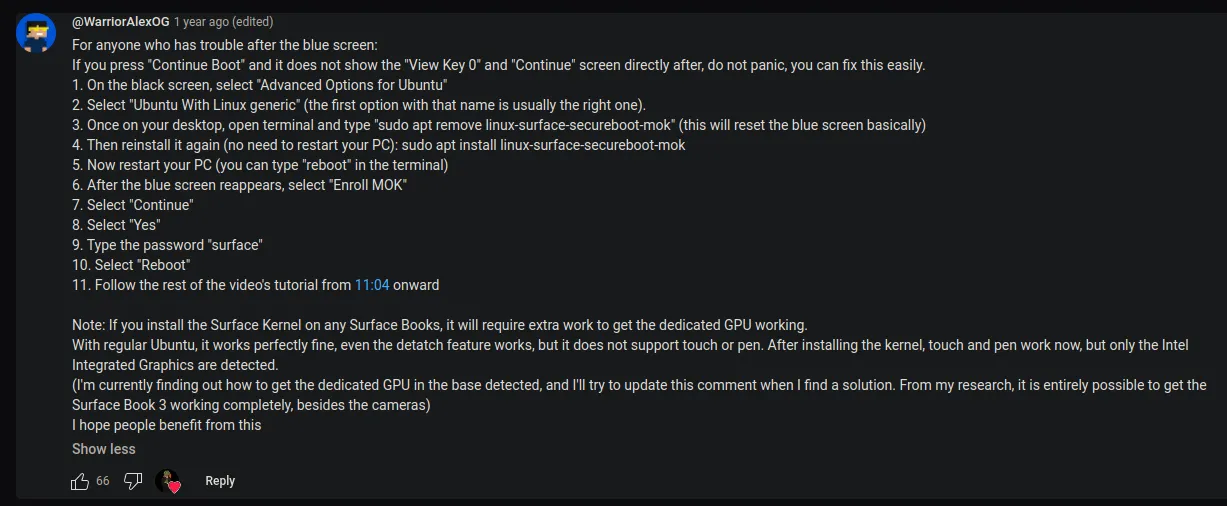 @WarriorAlexOG 1 year ago (edited)
For anyone who has trouble after the blue screen:
If you press "Continue Boot" and it does not show the "View Key 0" and "Continue" screen directly after, do not panic, you can fix this easily.
1. On the black screen, select "Advanced Options for Ubuntu"
2. Select "Ubuntu With Linux generic" (the first option with that name is usually the right one).
3. Once on your desktop, open terminal and type "sudo apt remove linux-surface-secureboot-mok" (this will reset the blue screen basically)
4. Then reinstall it again (no need to restart your PC): sudo apt install linux-surface-secureboot-mok
5. Now restart your PC (you can type "reboot" in the terminal)
6. After the blue screen reappears, select "Enroll MOK"
7. Select "Continue"
8. Select "Yes"
9. Type the password "surface"
10. Select "Reboot"
11. Follow the rest of the video's tutorial from 11:04 onward
Note: If you install the Surface Kernel on any Surface Books, it will require extra work to get the dedicated GPU working.
With regular Ubuntu, it works perfectly fine, even the detatch feature works, but it does not support touch or pen. After installing the kernel, touch and pen work now, but only the Intel
Integrated Graphics are detected.
(I'm currently finding out how to get the dedicated GPU in the base detected, and I'll try to update this comment when I find a solution. From my research, it is entirely possible to get the
Surface Book 3 working completely, besides the cameras)
I hope people benefit from this
Show less
66 Reply